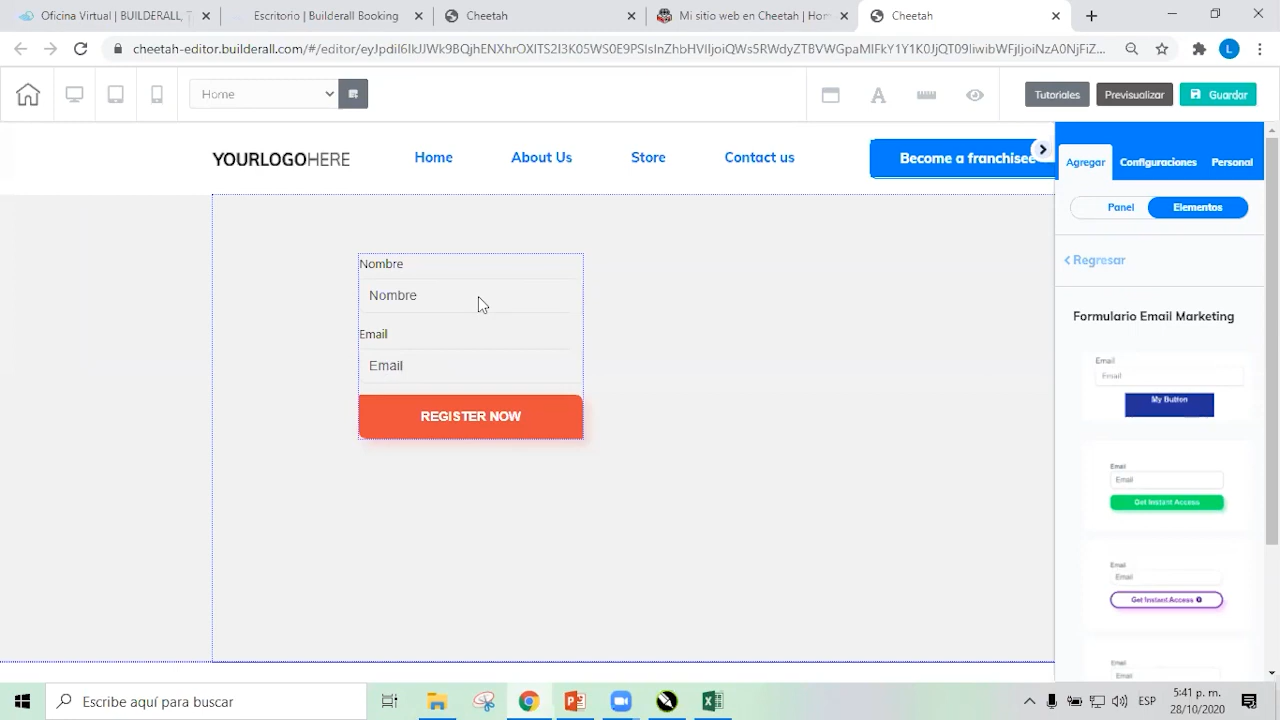 Oficina Virtual | BUILDERALL,
Escritorio | Builderall Booking
Cheetah
Mi sitio web en Cheetah | Hom
Cheetah
cheetah-editor.builderall.com/#/editor/
L
Home
Tutoriales
Previsualizar
Guardar
YOURLOGOHERE
Home
About Us
Store
Contact us
Become a franchisee
Agregar
Configuraciones
Personal
Panel
Elementos
Regresar
Formulario Email Marketing
Nombre
Nombre
Email
Email
REGISTER NOW
Email
Email
My Button
Email
Email
Get Instant Access
Email
Email
Get Instant Access
Email
Email
Escribe aquí para buscar
ESP
5:41 p. m.
28/10/2020